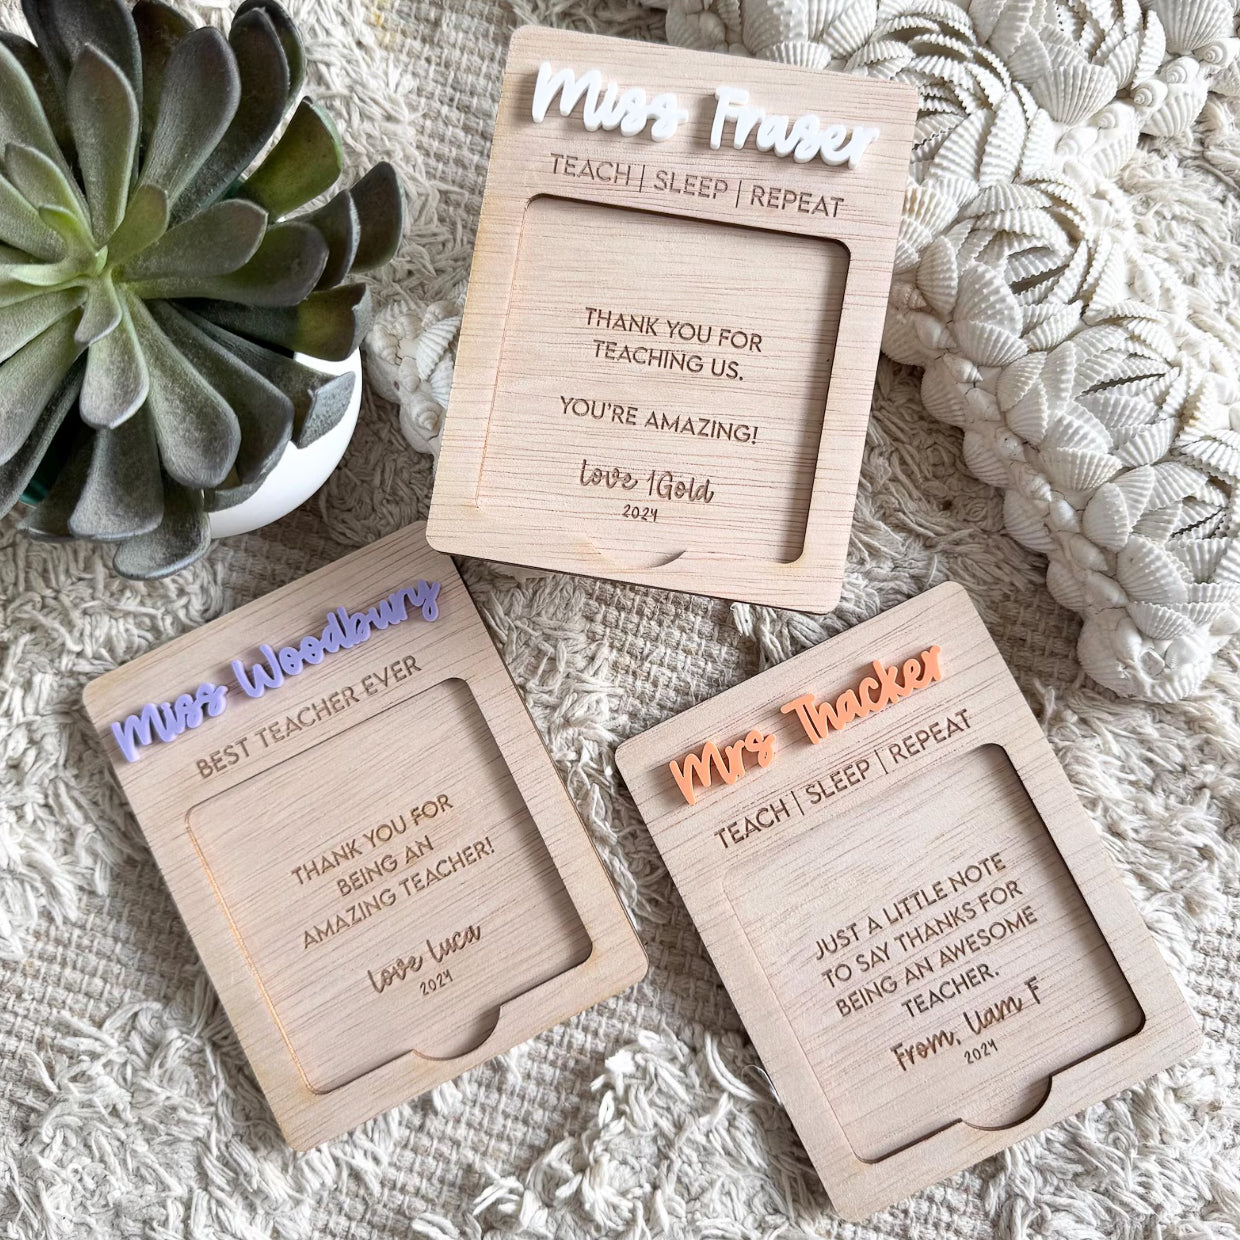 Miss Fraser
TEACH | SLEEP | REPEAT
THANK YOU FOR
TEACHING US.
YOU'RE AMAZING!
love 1Gold
2024
Miss Woodbury
BEST TEACHER EVER
THANK YOU FOR
BEING AN
AMAZING TEACHER!
love luca
2024
Mrs Thacker
TEACH | SLEEP | REPEAT
JUST A LITTLE NOTE
TO SAY THANKS FOR
BEING AN AWESOME
TEACHER.
From, Liam F
2024